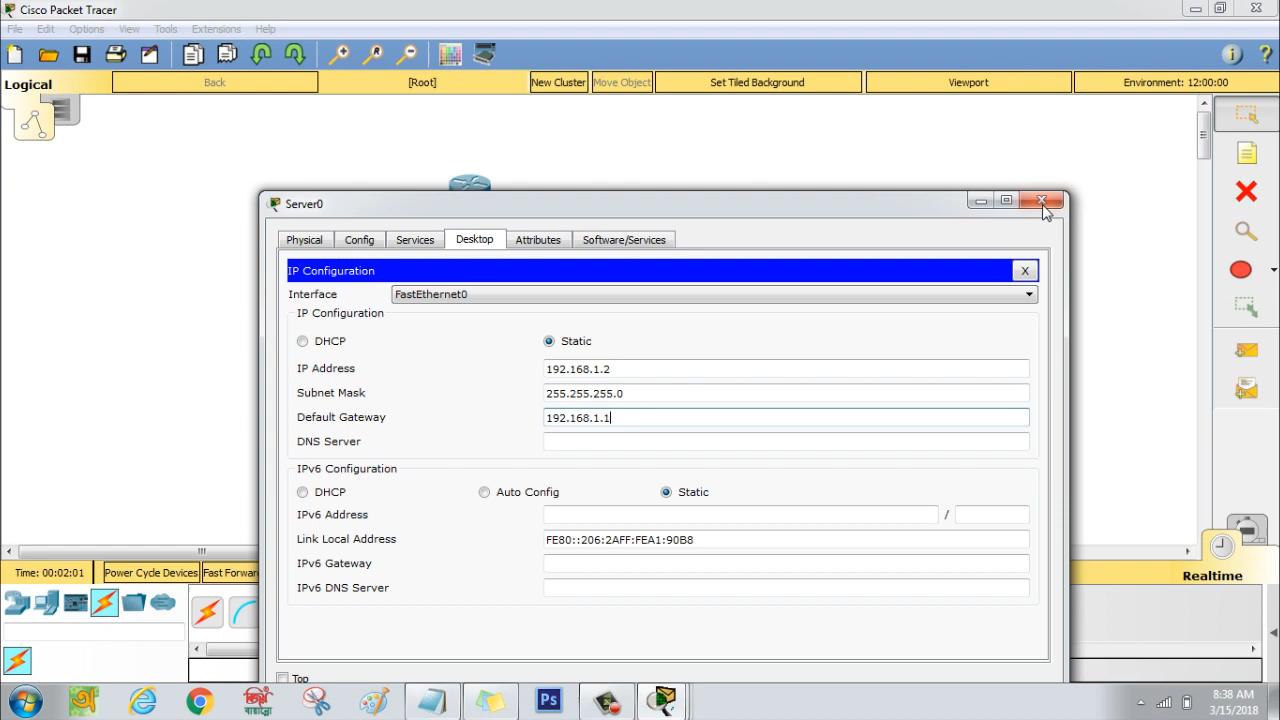 Cisco Packet Tracer
File Edit Options View Tools Extensions Help
Logical Back [Root] New Cluster Move Object Set Tiled Background Viewport Environment: 12:00:00
Server0
Physical Config Services Desktop Attributes Software/Services
IP Configuration X
Interface FastEthernet0
IP Configuration
DHCP Static
IP Address 192.168.1.2
Subnet Mask 255.255.255.0
Default Gateway 192.168.1.1
DNS Server
IPv6 Configuration
DHCP Auto Config Static
IPv6 Address /
Link Local Address FE80::206:2AFF:FEA1:90B8
IPv6 Gateway
IPv6 DNS Server
Time: 00:02:01 Power Cycle Devices Fast Forward Realtime
Top
Ps
8:38 AM
3/15/2018